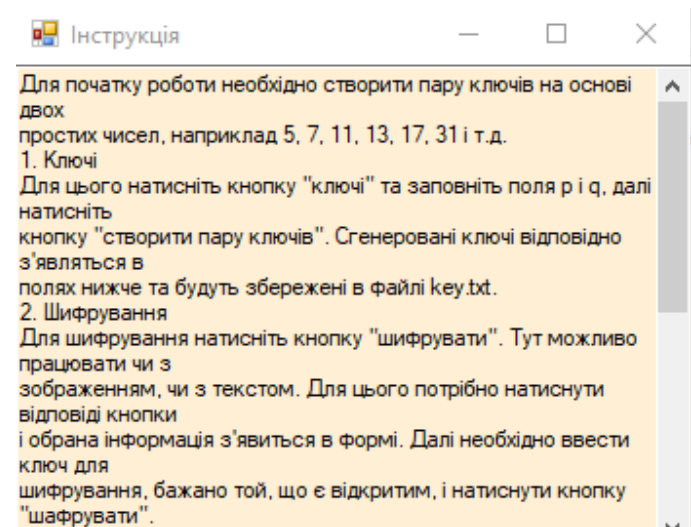 Інструкція
Для початку роботи необхідно створити пару ключів на основі
двох
простих чисел, наприклад 5, 7, 11, 13, 17, 31 і т.д.
1. Ключі
Для цього натисніть кнопку "ключі" та заповніть поля p і q, далі
натисніть
кнопку "створити пару ключів". Сгенеровані ключі відповідно
з'являться в
полях нижче та будуть збережені в файлі key.txt.
2. Шифрування
Для шифрування натисніть кнопку "шифрувати". Тут можливо
працювати чи з
зображенням, чи з текстом. Для цього потрібно натиснути
відповіді кнопки
і обрана інформація з'явиться в формі. Далі необхідно ввести
ключ для
шифрування, бажано той, що є відкритим, і натиснути кнопку
"шафрувати".